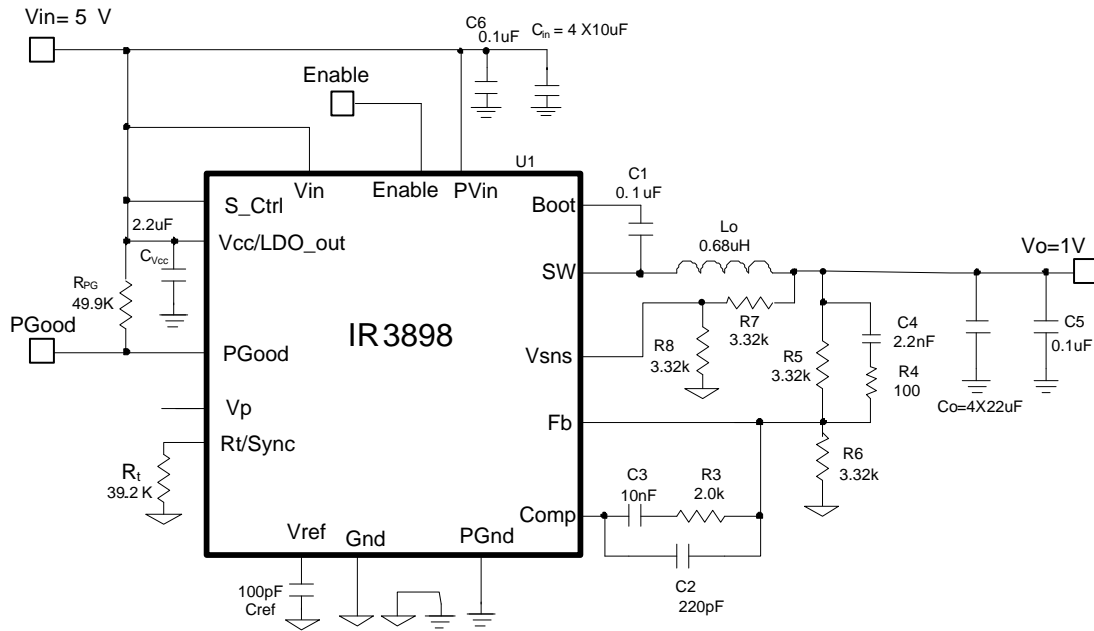 Vin= 5 V
C6
0.1uF
Cin = 4 X10uF
Enable
U1
Vin
Enable
PVin
C1
0.1uF
S_Ctrl
Boot
2.2uF
Vcc/LDO_out
Lo
0.68uH
Vo=1V
CVcc
SW
RPG
49.9K
IR3898
R7
3.32k
C4
2.2nF
C5
0.1uF
PGood
PGood
Vsns
R8
3.32k
R5
3.32k
R4
100
Co=4X22uF
Vp
Fb
Rt/Sync
R6
3.32k
Rt
39.2 K
C3
10nF
R3
2.0k
Comp
Vref
Gnd
PGnd
100pF
Cref
C2
220pF